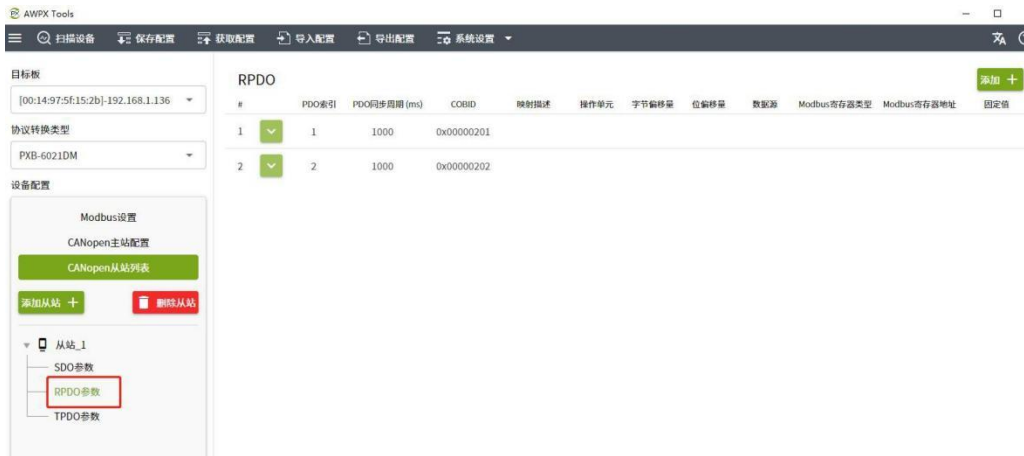 AWPX Tools
扫描设备 保存配置 获取配置 导入配置 导出配置 系统设置
目标板
[00:14:97:5f:15:2b]-192.168.1.136
协议转换类型
PXB-6021DM
设备配置
Modbus设置
CANopen主站配置
CANopen从站列表
添加从站 删除从站
从站_1
SDO参数
RPDO参数
TPDO参数
RPDO
添加
# PDO索引 PDO同步周期 (ms) COBID 映射描述 操作单元 字节偏移量 位偏移量 数据源 Modbus寄存器类型 Modbus寄存器地址 固定值
1 1 1000 0x00000201
2 2 1000 0x00000202